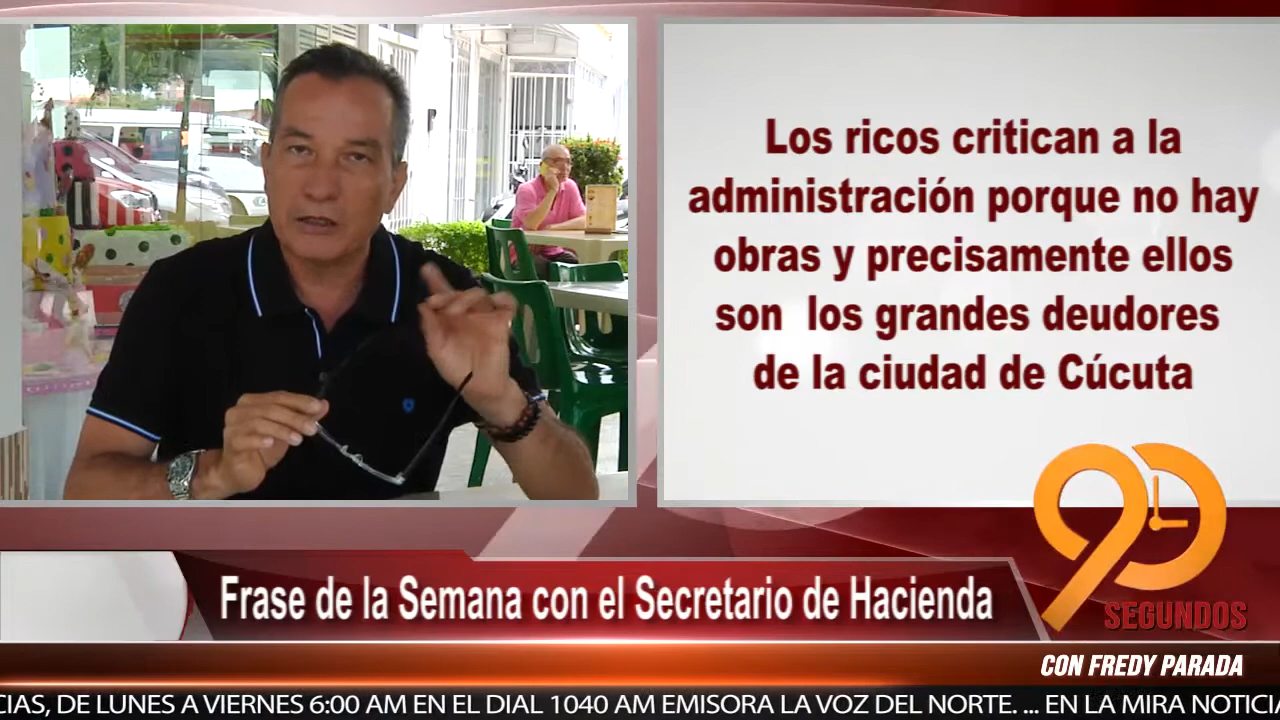 Los ricos critican a la
administración porque no hay
obras y precisamente ellos
son los grandes deudores
de la ciudad de Cúcuta
90
SEGUNDOS
Frase de la Semana con el Secretario de Hacienda
CON FREDY PARADA
CIAS, DE LUNES A VIERNES 6:00 AM EN EL DIAL 1040 AM EMISORA LA VOZ DEL NORTE. ... EN LA MIRA NOTICIA